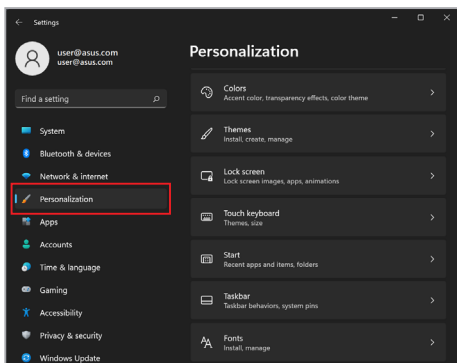 Settings
user@asus.com
user@asus.com
Find a setting
System
Bluetooth & devices
Network & internet
Personalization
Apps
Accounts
Time & language
Gaming
Accessibility
Privacy & security
Windows Update
Personalization
Colors
Accent color, transparency effects, color theme
Themes
Install, create, manage
Lock screen
Lock screen images, apps, animations
Touch keyboard
Themes, size
Start
Recent apps and items, folders
Taskbar
Taskbar behaviors, system pins
Fonts
Install, manage